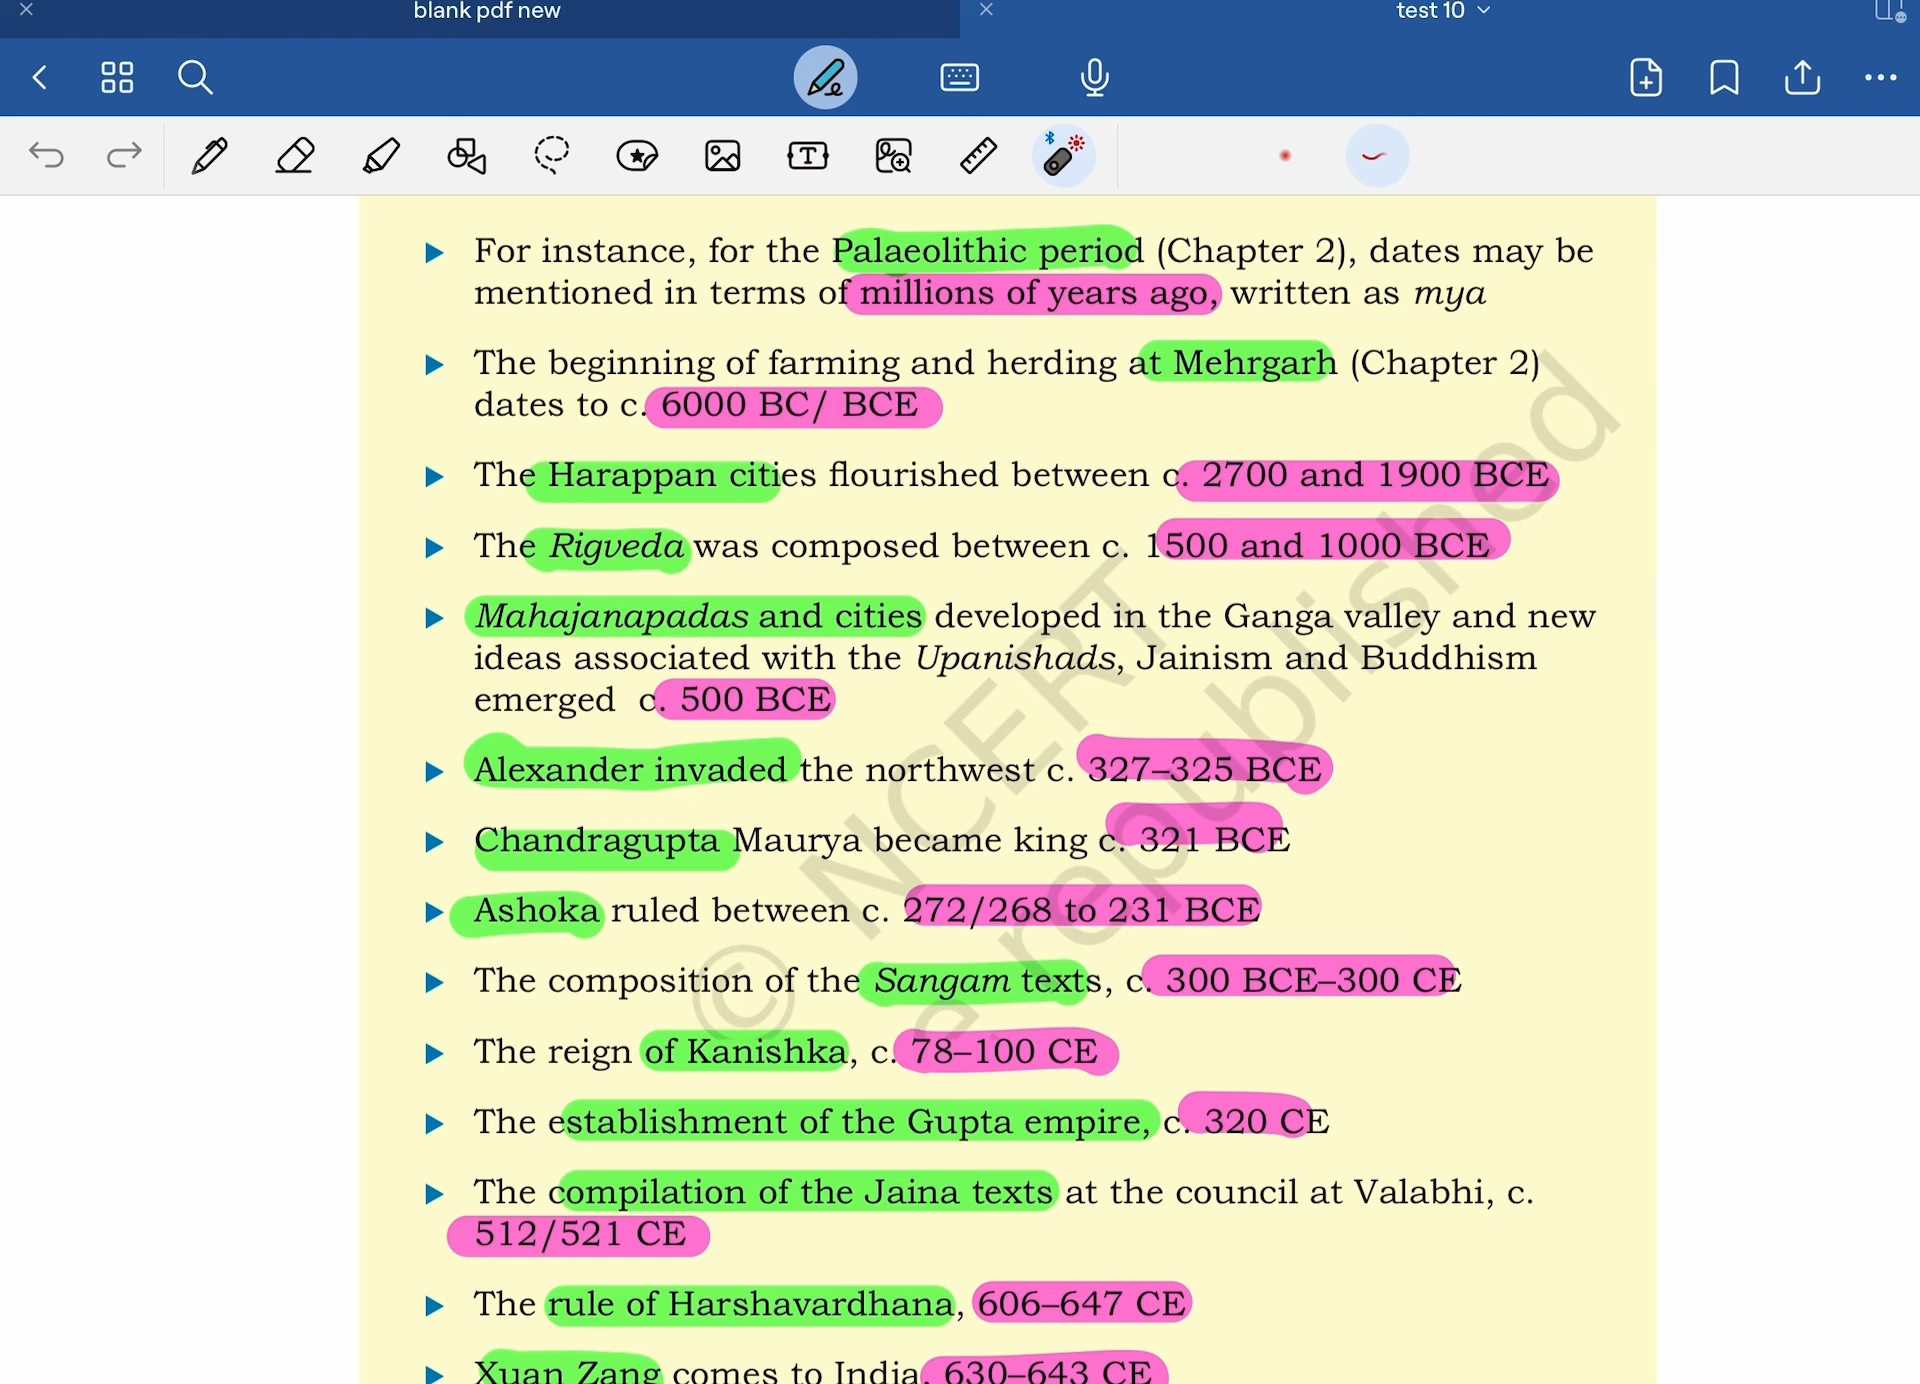 blank pdf new
test 10
For instance, for the Palaeolithic period (Chapter 2), dates may be
mentioned in terms of millions of years ago, written as mya
The beginning of farming and herding at Mehrgarh (Chapter 2)
dates to c. 6000 BC/ BCE
The Harappan cities flourished between c. 2700 and 1900 BCE
The Rigveda was composed between c. 1500 and 1000 BCE
Mahajanapadas and cities developed in the Ganga valley and new
ideas associated with the Upanishads, Jainism and Buddhism
emerged c. 500 BCE
Alexander invaded the northwest c. 327–325 BCE
Chandragupta Maurya became king c. 321 BCE
Ashoka ruled between c. 272/268 to 231 BCE
The composition of the Sangam texts, c. 300 BCE–300 CE
The reign of Kanishka, c. 78–100 CE
The establishment of the Gupta empire, c. 320 CE
The compilation of the Jaina texts at the council at Valabhi, c.
512/521 CE
The rule of Harshavardhana, 606–647 CE
Xuan Zang comes to India, 630–643 CE
© NCERT
republished